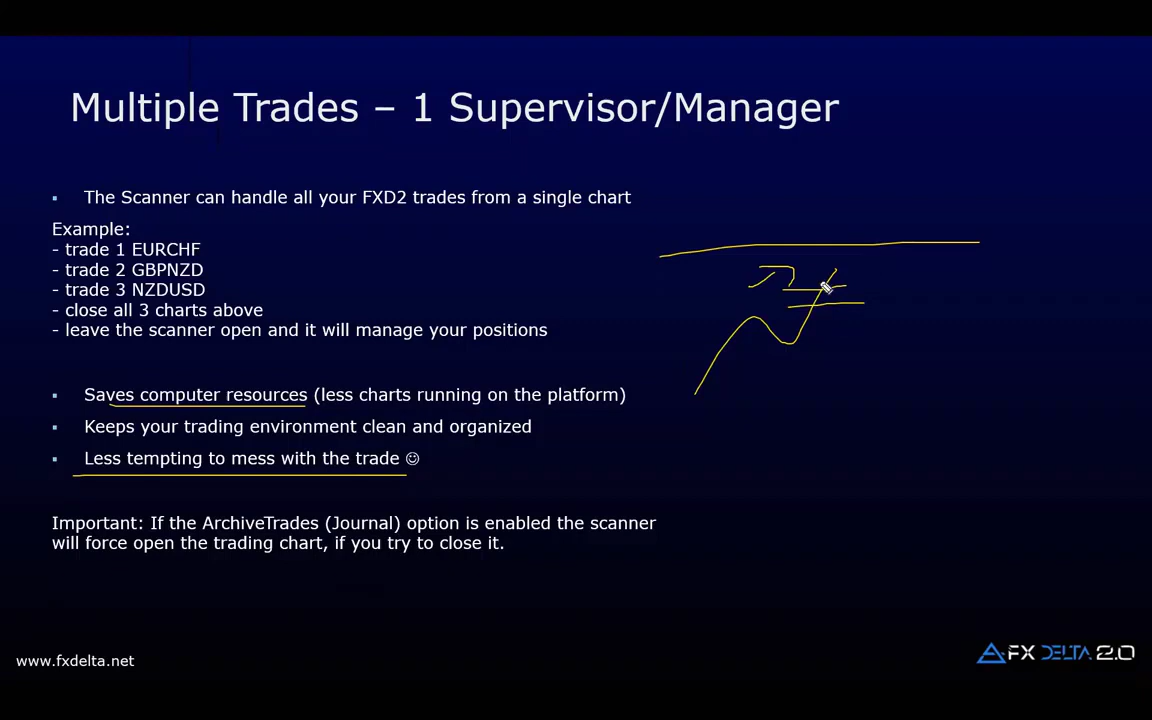 Multiple Trades – 1 Supervisor/Manager
▪ The Scanner can handle all your FXD2 trades from a single chart
Example:
- trade 1 EURCHF
- trade 2 GBPNZD
- trade 3 NZDUSD
- close all 3 charts above
- leave the scanner open and it will manage your positions
▪ Saves computer resources (less charts running on the platform)
▪ Keeps your trading environment clean and organized
▪ Less tempting to mess with the trade ☺
Important: If the ArchiveTrades (Journal) option is enabled the scanner
will force open the trading chart, if you try to close it.
www.fxdelta.net
FX DELTA 2.0